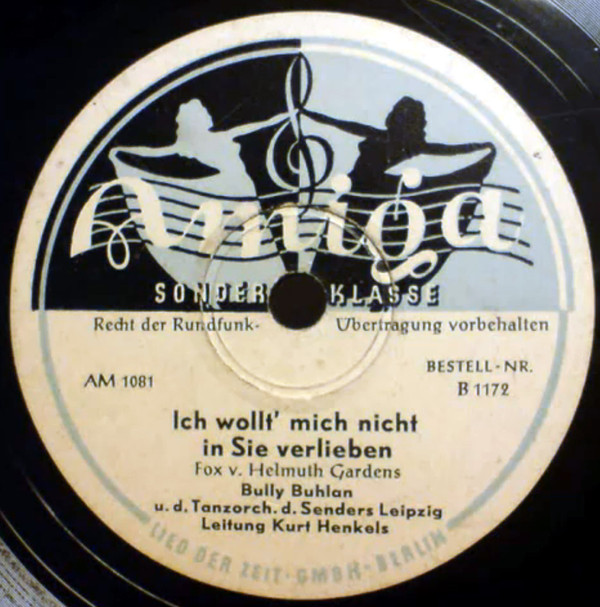 Amiga
SONDER KLASSE
Recht der Rundfunk- Übertragung vorbehalten
AM 1081
BESTELL-NR.
B 1172
Ich wollt' mich nicht
in Sie verlieben
Fox v. Helmuth Gardens
Bully Buhlan
u. d. Tanzorch. d. Senders Leipzig
Leitung Kurt Henkels
LIED DER ZEIT · GMBH · BERLIN